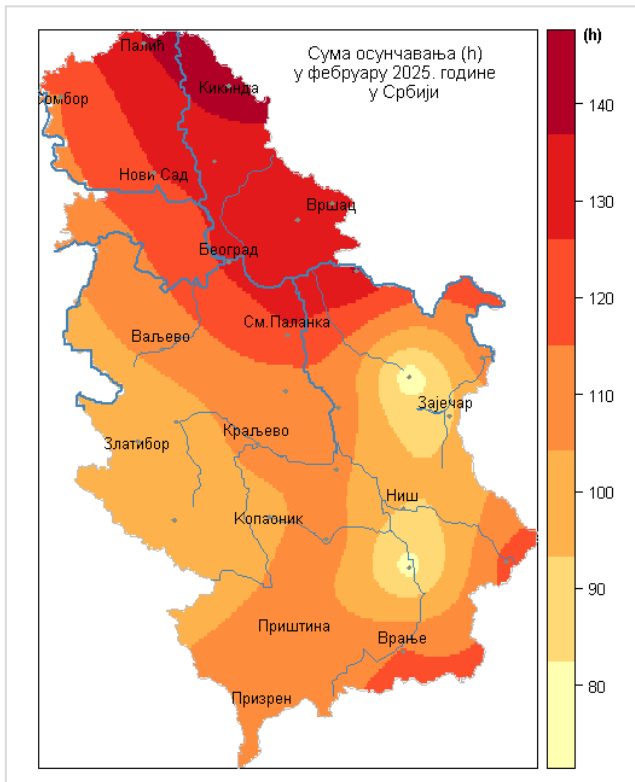 (h)
Палић
Сума осунчавања (h)
у фебруару 2025. године
у Србији
Кикинда
омбор
140
Нови Сад
130
Вршац
Београд
120
См.Паланка
Ваљево
110
Зајечар
Краљево
Златибор
100
Ниш
Копаоник
90
Приштина
Врање
80
Призрен